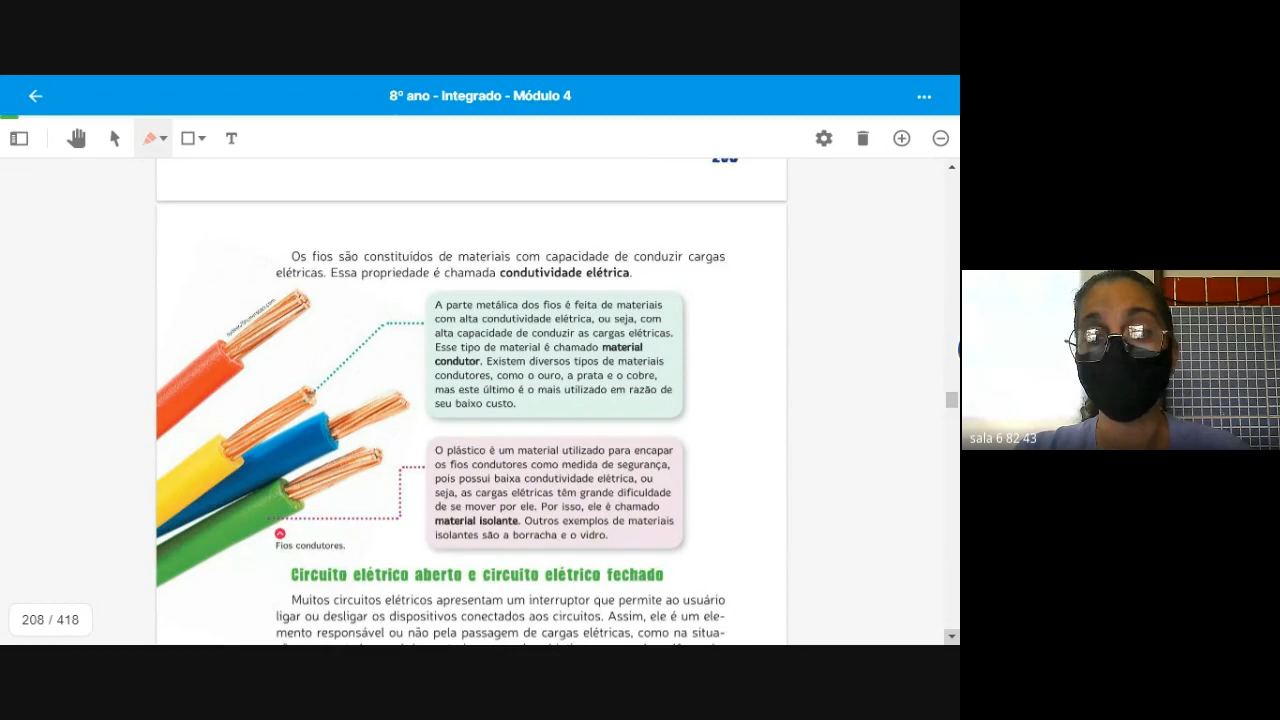 8º ano - Integrado - Módulo 4
T
Os fios são constituídos de materiais com capacidade de conduzir cargas
elétricas. Essa propriedade é chamada condutividade elétrica.
A parte metálica dos fios é feita de materiais
com alta condutividade elétrica, ou seja, com
alta capacidade de conduzir as cargas elétricas.
Esse tipo de material é chamado material
condutor. Existem diversos tipos de materiais
condutores, como o ouro, a prata e o cobre,
mas este último é o mais utilizado em razão de
seu baixo custo.
O plástico é um material utilizado para encapar
os fios condutores como medida de segurança,
pois possui baixa condutividade elétrica, ou
seja, as cargas elétricas têm grande dificuldade
de se mover por ele. Por isso, ele é chamado
material isolante. Outros exemplos de materiais
isolantes são a borracha e o vidro.
Fios condutores.
Circuito elétrico aberto e circuito elétrico fechado
Muitos circuitos elétricos apresentam um interruptor que permite ao usuário
ligar ou desligar os dispositivos conectados aos circuitos. Assim, ele é um ele-
mento responsável ou não pela passagem de cargas elétricas, como na situa-
208 / 418
sala 6 82 43